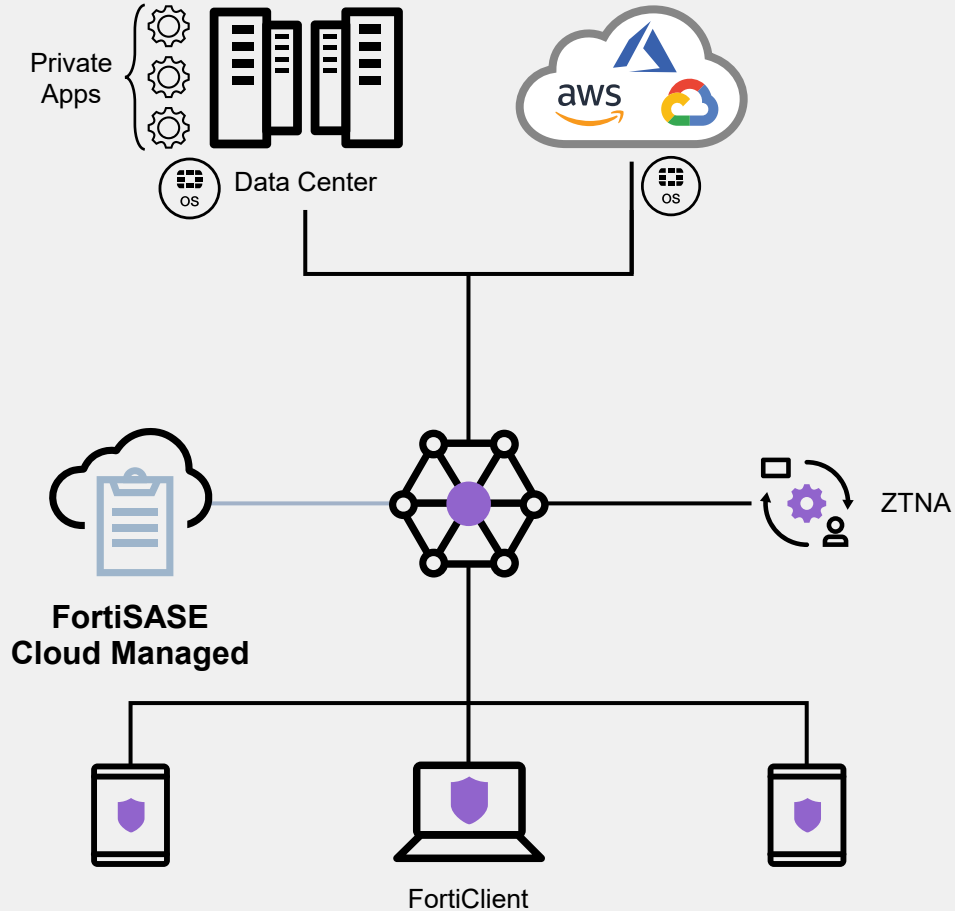 Private
Apps
aws
OS
Data Center
OS
ZTNA
FortiSASE
Cloud Managed
FortiClient